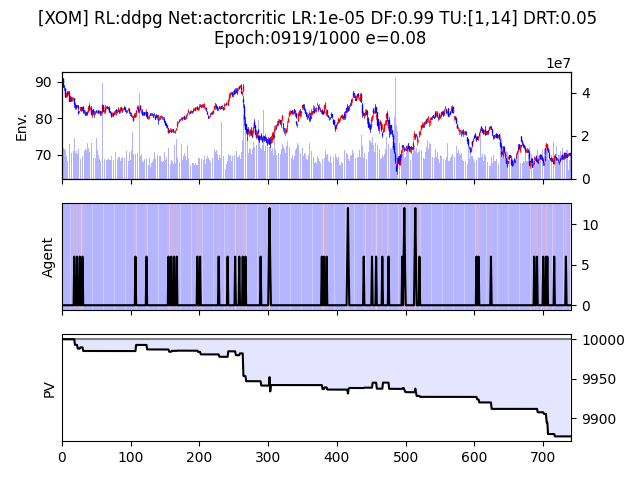 [XOM] RL:ddpg Net:actorcritic LR:1e-05 DF:0.99 TU:[1,14] DRT:0.05
Epoch:0919/1000 e=0.08
1e7
90
80
70
Env.
4
2
0
Agent
10
5
0
PV
10000
9950
9900
0 100 200 300 400 500 600 700